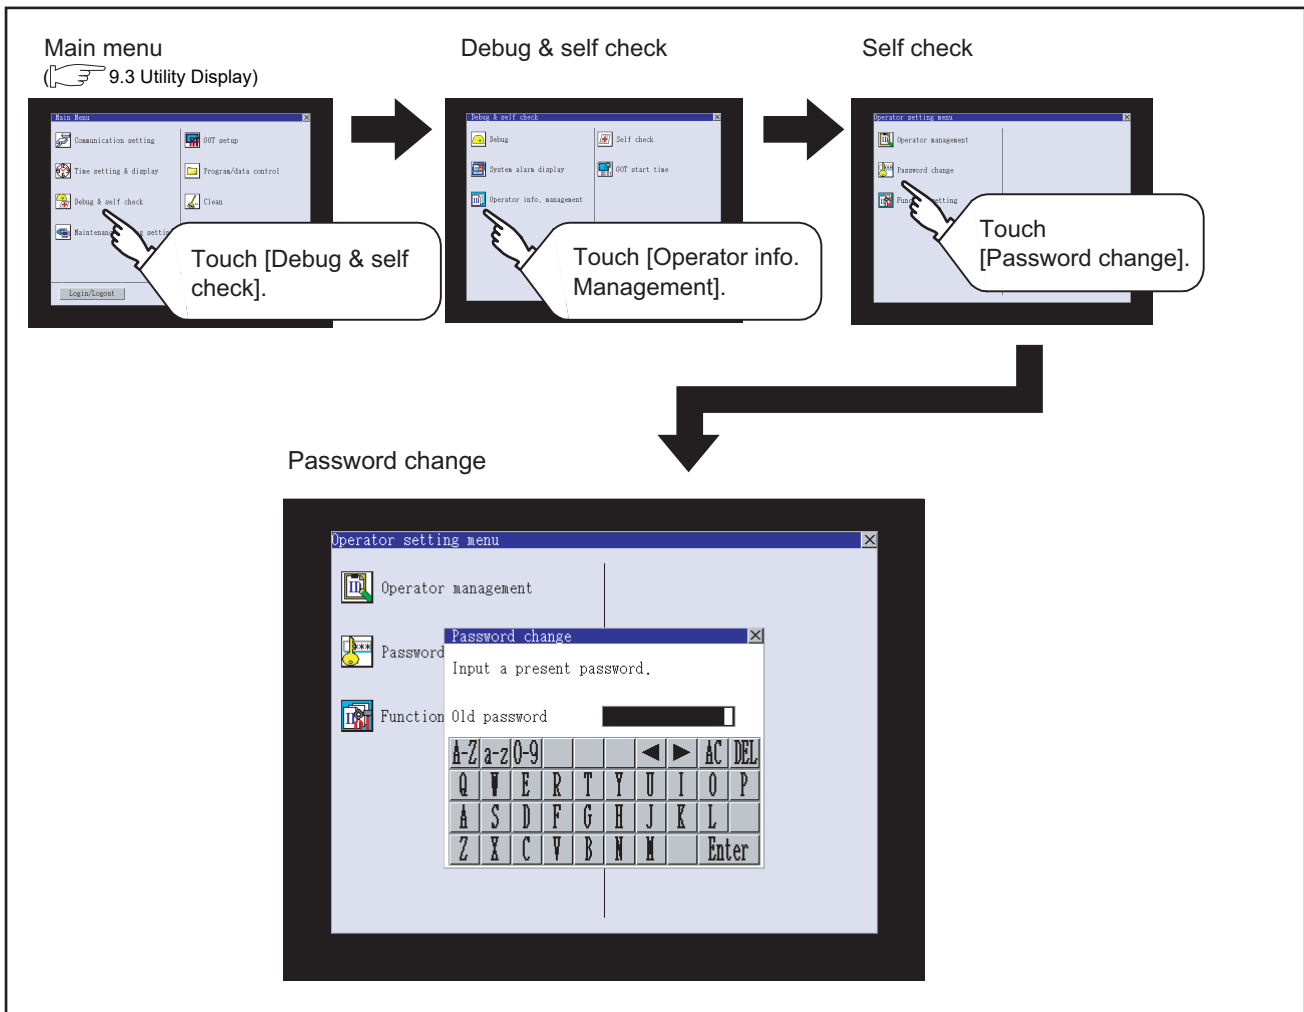 Main menu
( 9.3 Utility Display)
Debug & self check
Self check
Main Menu
Communication setting
GOT setup
Time setting & display
Program/data control
Debug & self check
Clean
Login/Logout
Touch [Debug & self
check].
Debug & self check
Debug
Self check
System alarm display
GOT start time
Operator info. management
Touch [Operator info.
Management].
Operator setting menu
Operator management
Password change
Touch
[Password change].
Password change
Operator setting menu
Operator management
Password
Function
Password change
Input a present password.
Old password
A-Z a-z 0-9 ◀ ▶ AC DEL
Q W E R T Y U I O P
A S D F G H J K L
Z X C V B N M Enter